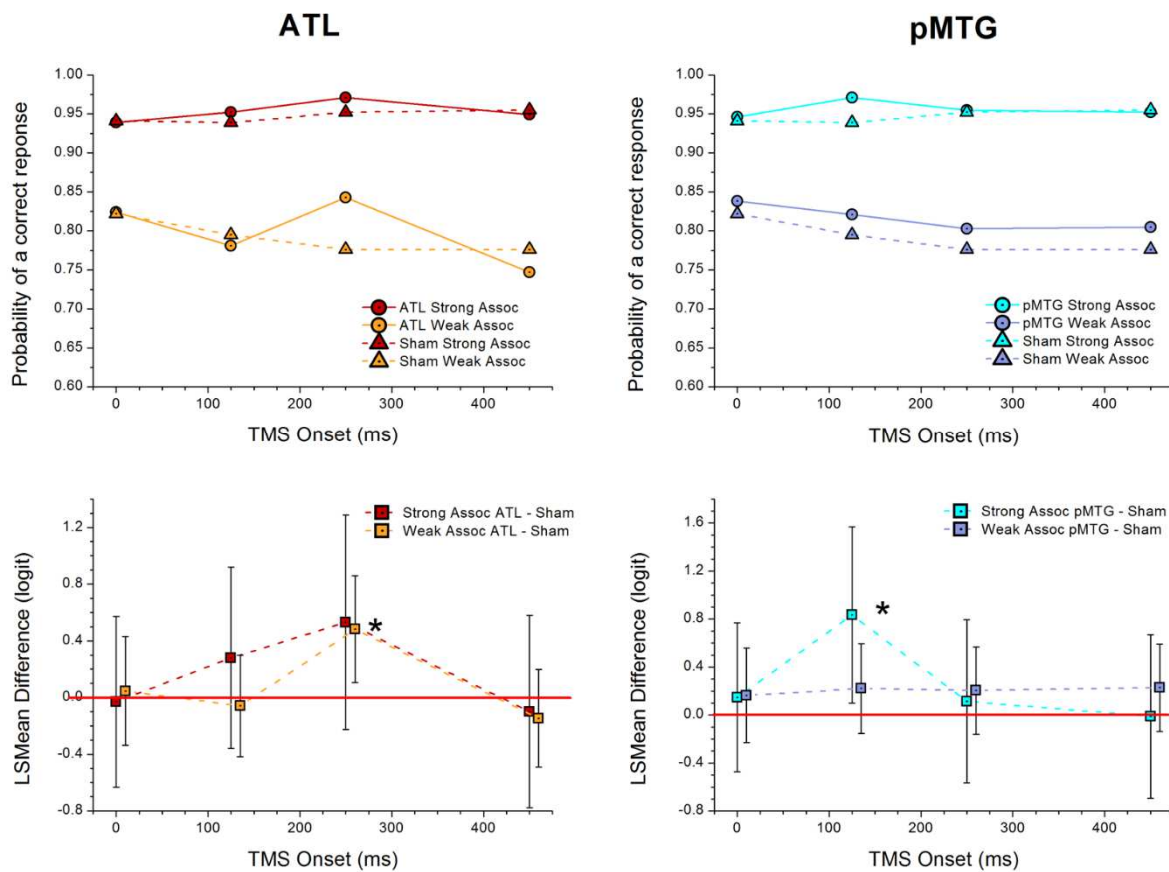 ATL
pMTG
Probability of a correct reponse
1.00
0.95
0.90
0.85
0.80
0.75
0.70
0.65
0.60
ATL Strong Assoc
ATL Weak Assoc
Sham Strong Assoc
Sham Weak Assoc
0
100
200
300
400
TMS Onset (ms)
Probability of a correct response
1.00
0.95
0.90
0.85
0.80
0.75
0.70
0.65
0.60
pMTG Strong Assoc
pMTG Weak Assoc
Sham Strong Assoc
Sham Weak Assoc
0
100
200
300
400
TMS Onset (ms)
LSMean Difference (logit)
1.2
0.8
0.4
0.0
-0.4
-0.8
Strong Assoc ATL - Sham
Weak Assoc ATL - Sham
*
0
100
200
300
400
TMS Onset (ms)
LSMean Difference (logit)
1.6
1.2
0.8
0.4
0.0
-0.4
-0.8
Strong Assoc pMTG - Sham
Weak Assoc pMTG - Sham
*
0
100
200
300
400
TMS Onset (ms)